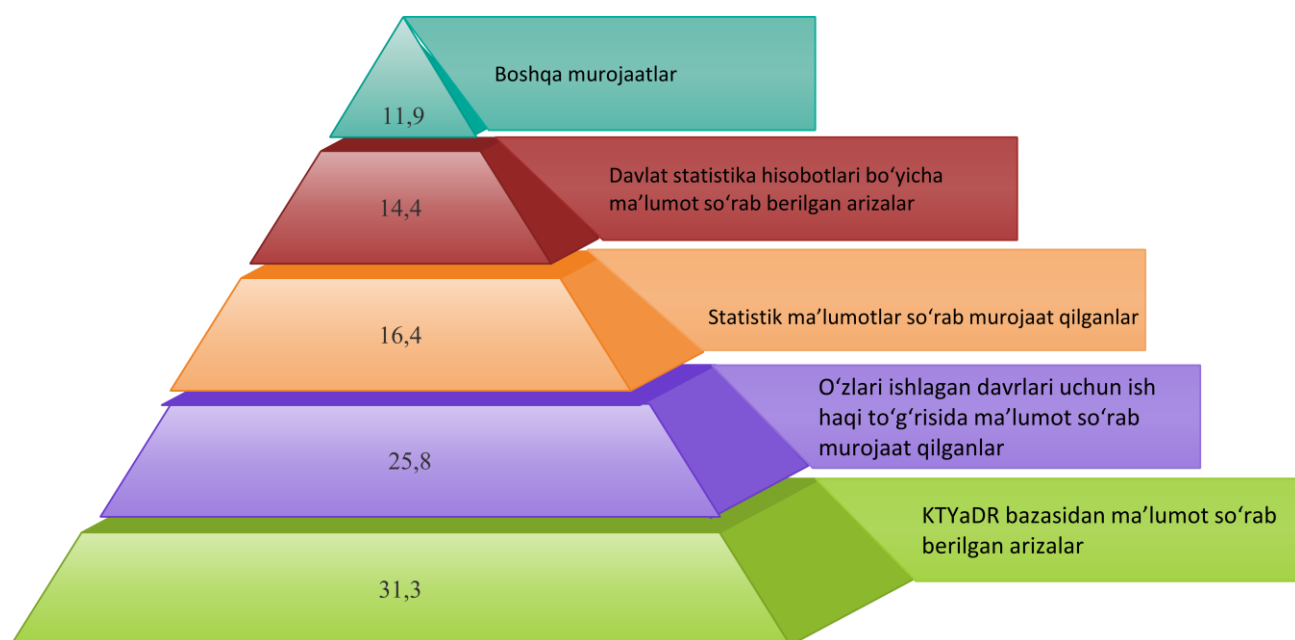 Boshqa murojaatlar
11,9
Davlat statistika hisobotlari bo‘yicha
ma’lumot so‘rab berilgan arizalar
14,4
Statistik ma’lumotlar so‘rab murojaat qilganlar
16,4
O‘zlari ishlagan davrlari uchun ish
haqi to‘g‘risida ma’lumot so‘rab
murojaat qilganlar
25,8
KTYaDR bazasidan ma’lumot so‘rab
berilgan arizalar
31,3